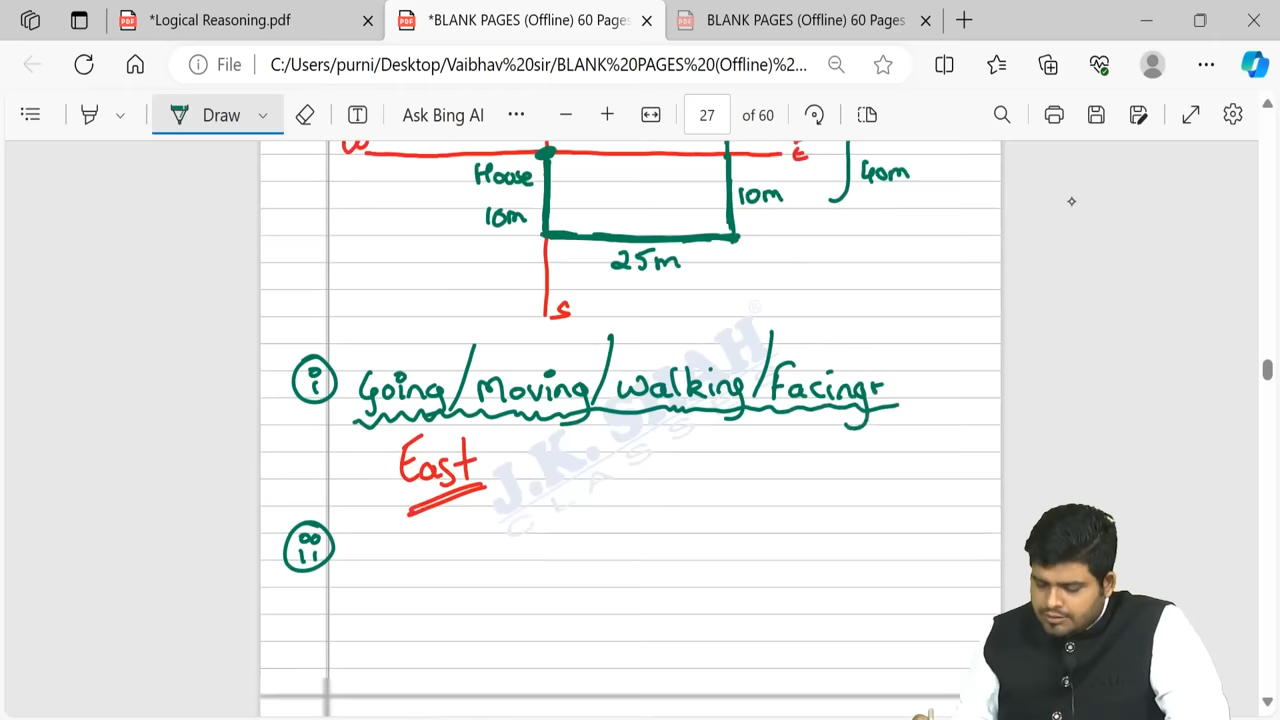 *Logical Reasoning.pdf
*BLANK PAGES (Offline) 60 Pages
BLANK PAGES (Offline) 60 Pages
File
C:/Users/purni/Desktop/Vaibhav%20sir/BLANK%20PAGES%20(Offline)%2...
Draw
Ask Bing AI
27 of 60
W
E
House
10m
10m
40m
25m
S
i Going/Moving/Walking/Facing
East
ii
J.K. SHAH®
CLASSES